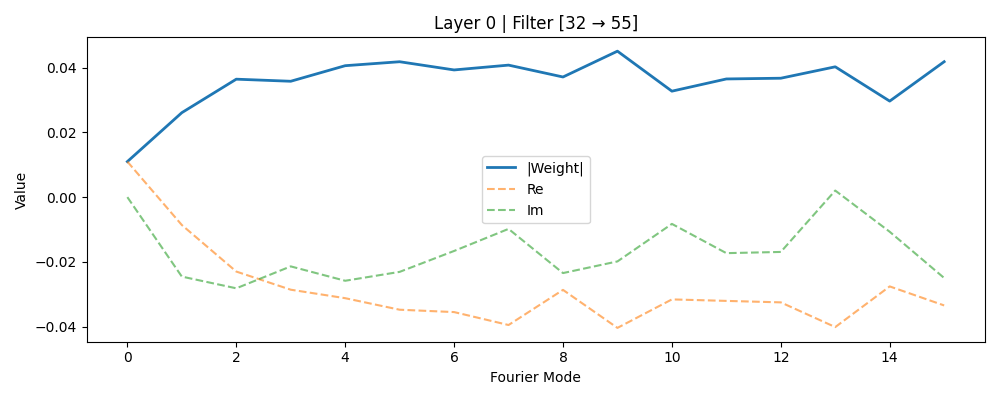 Layer 0 | Filter [32 → 55]
Value
0.04
0.02
0.00
−0.02
−0.04
|Weight|
Re
Im
0 2 4 6 8 10 12 14
Fourier Mode